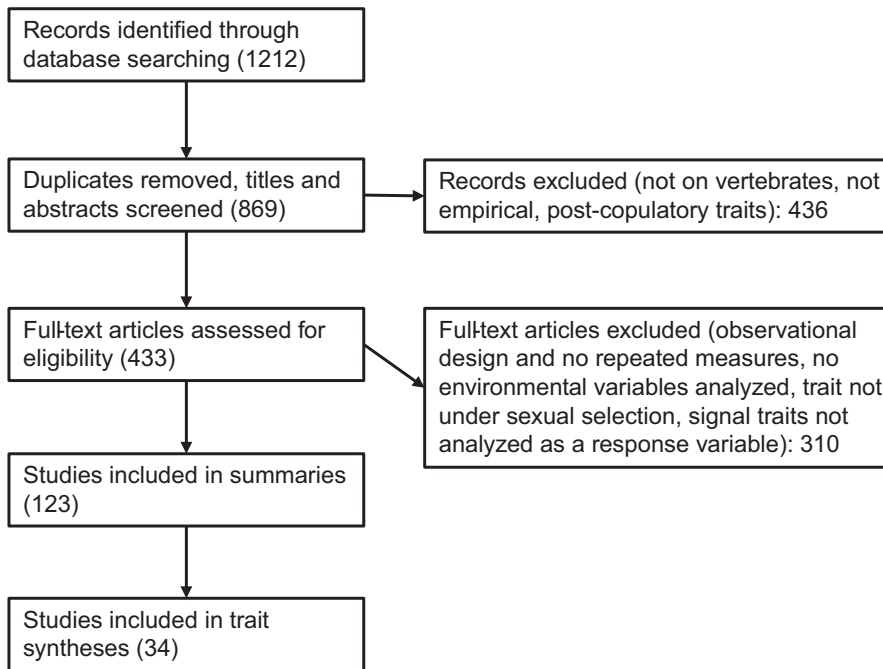 Records identified through
database searching (1212)
Duplicates removed, titles and
abstracts screened (869)
Records excluded (not on vertebrates, not
empirical, post-copulatory traits): 436
Full-text articles assessed for
eligibility (433)
Full-text articles excluded (observational
design and no repeated measures, no
environmental variables analyzed, trait not
under sexual selection, signal traits not
analyzed as a response variable): 310
Studies included in summaries
(123)
Studies included in trait
syntheses (34)